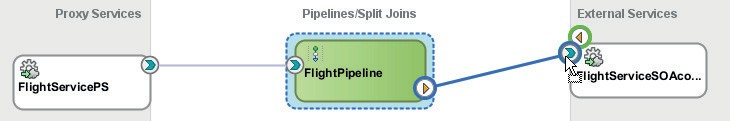 Proxy Services
Pipelines/Split Joins
External Services
FlightServicePS
FlightPipeline
lightServiceSOAco...